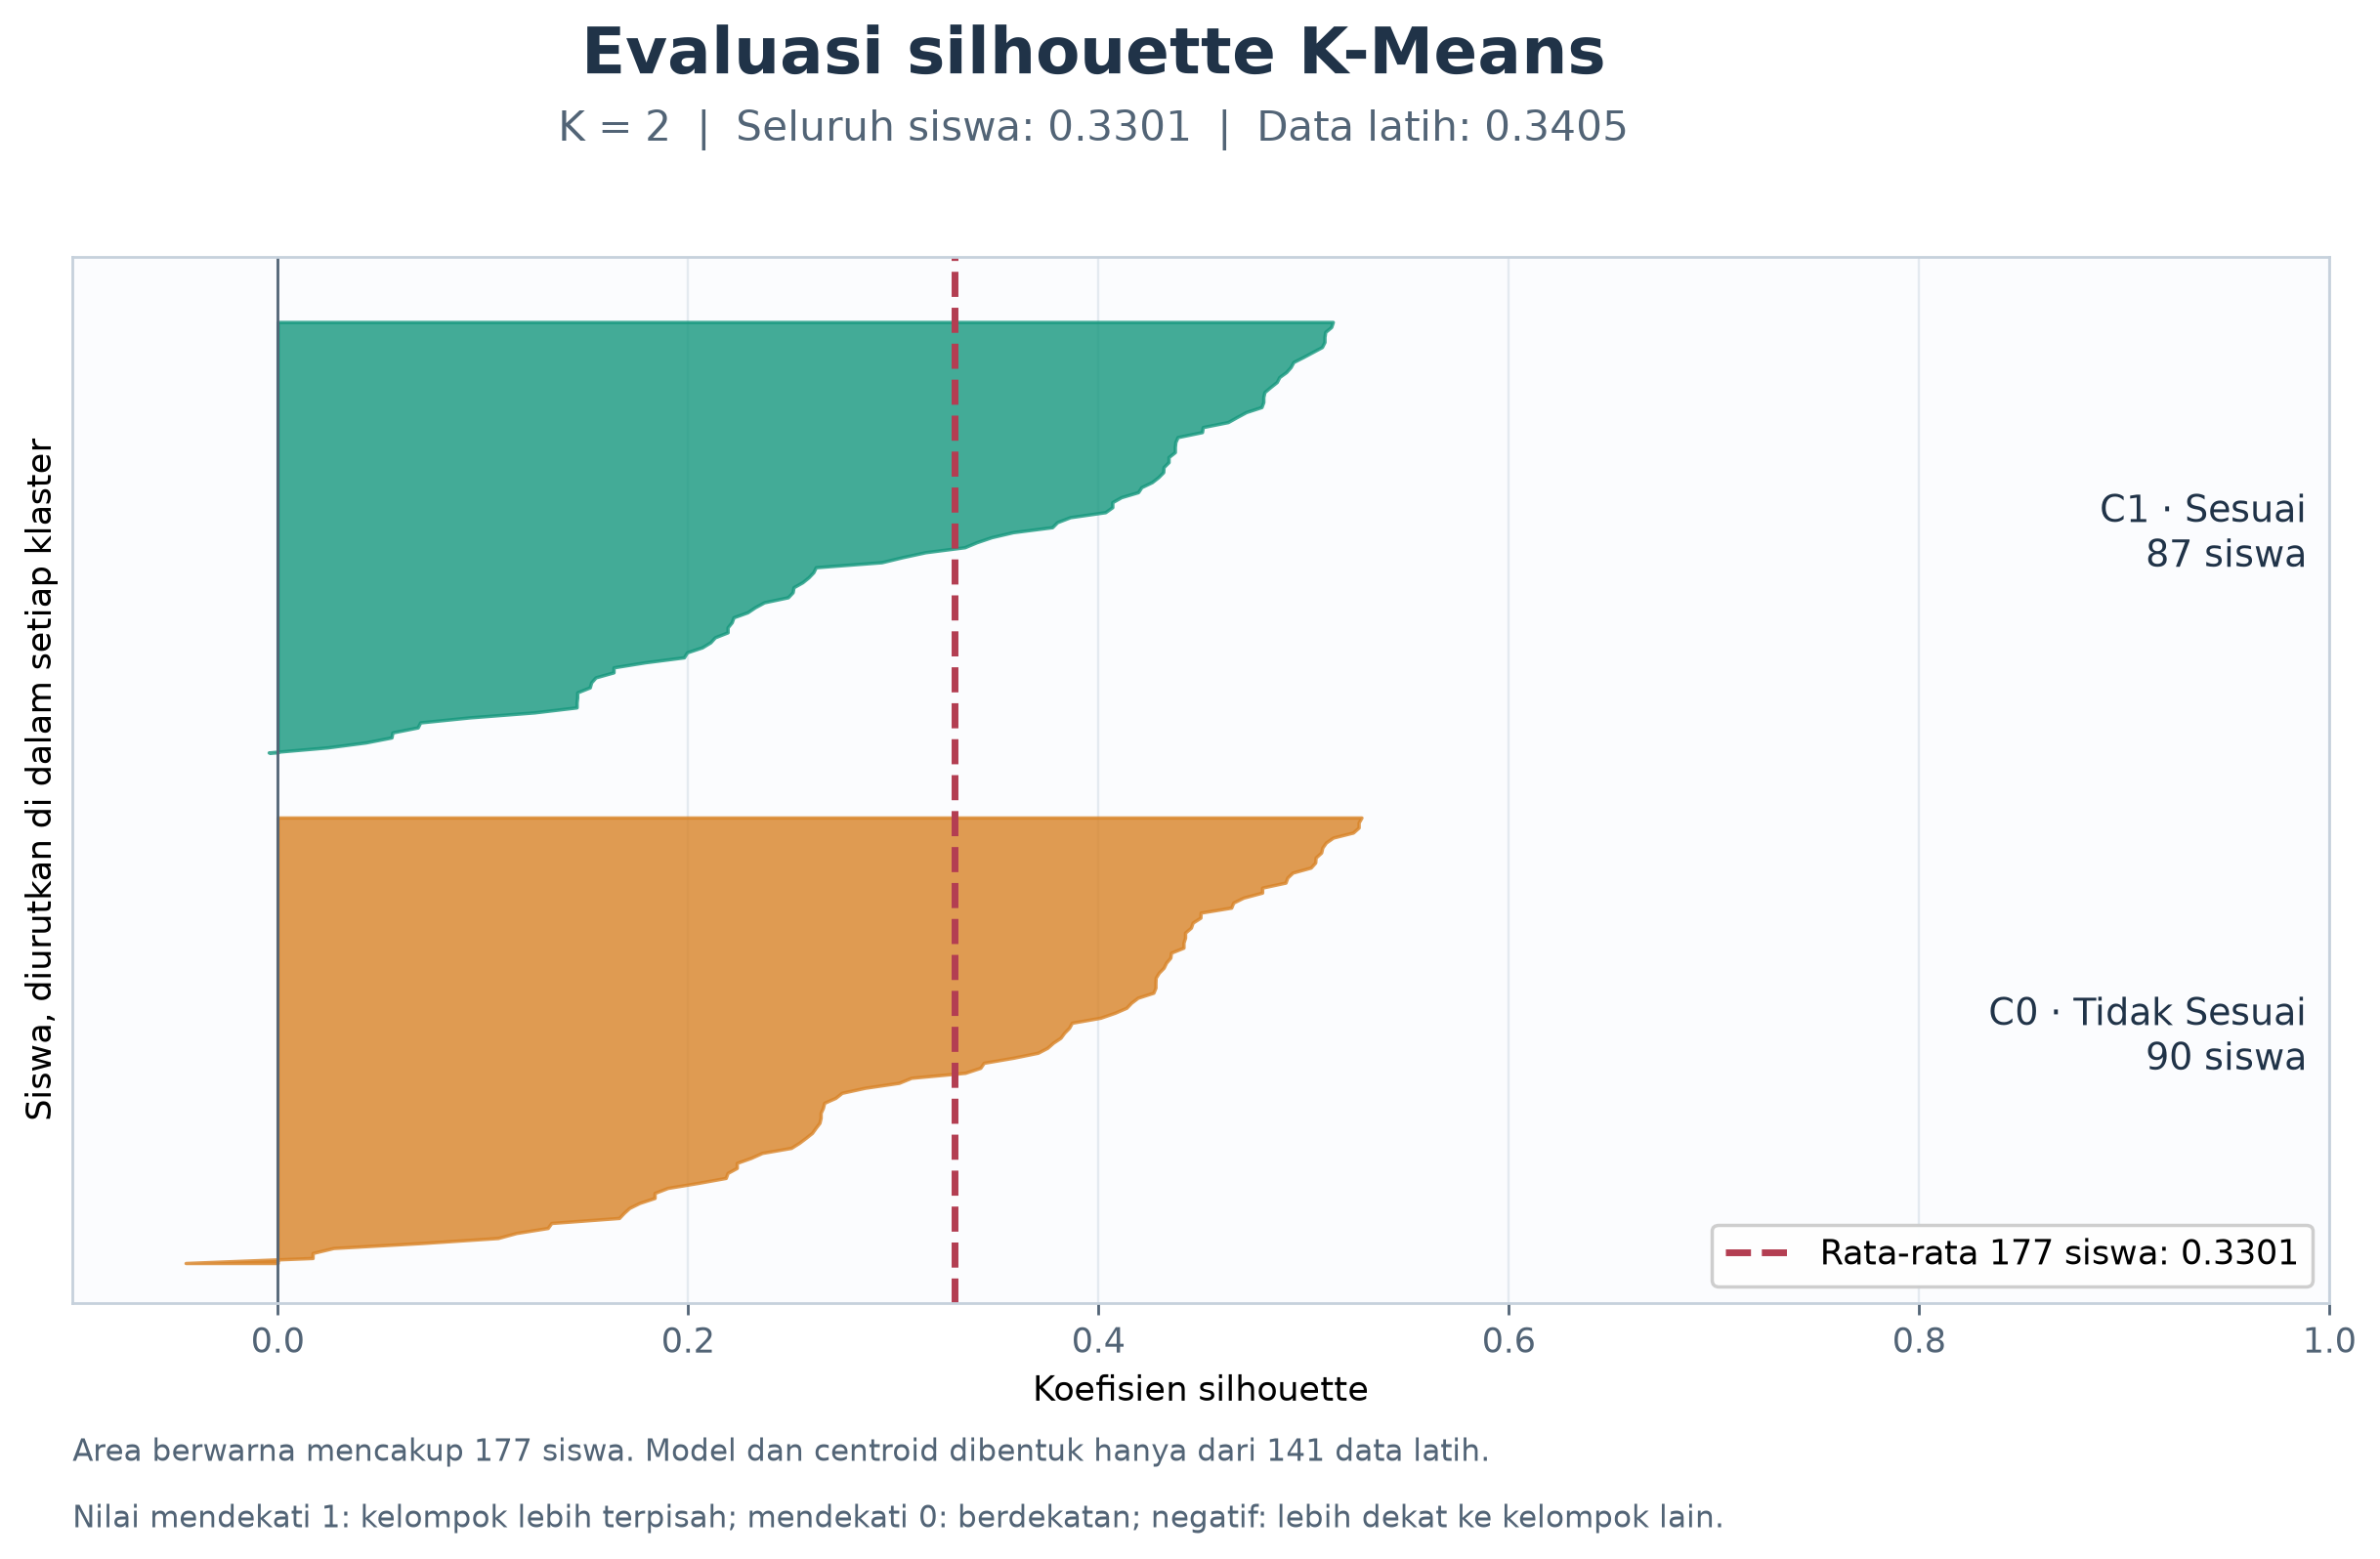 Evaluasi silhouette K-Means
K = 2 | Seluruh siswa: 0.3301 | Data latih: 0.3405
Siswa, diurutkan di dalam setiap klaster
C1 · Sesuai
87 siswa
C0 · Tidak Sesuai
90 siswa
Rata-rata 177 siswa: 0.3301
0.0 0.2 0.4 0.6 0.8 1.0
Koefisien silhouette
Area berwarna mencakup 177 siswa. Model dan centroid dibentuk hanya dari 141 data latih.
Nilai mendekati 1: kelompok lebih terpisah; mendekati 0: berdekatan; negatif: lebih dekat ke kelompok lain.